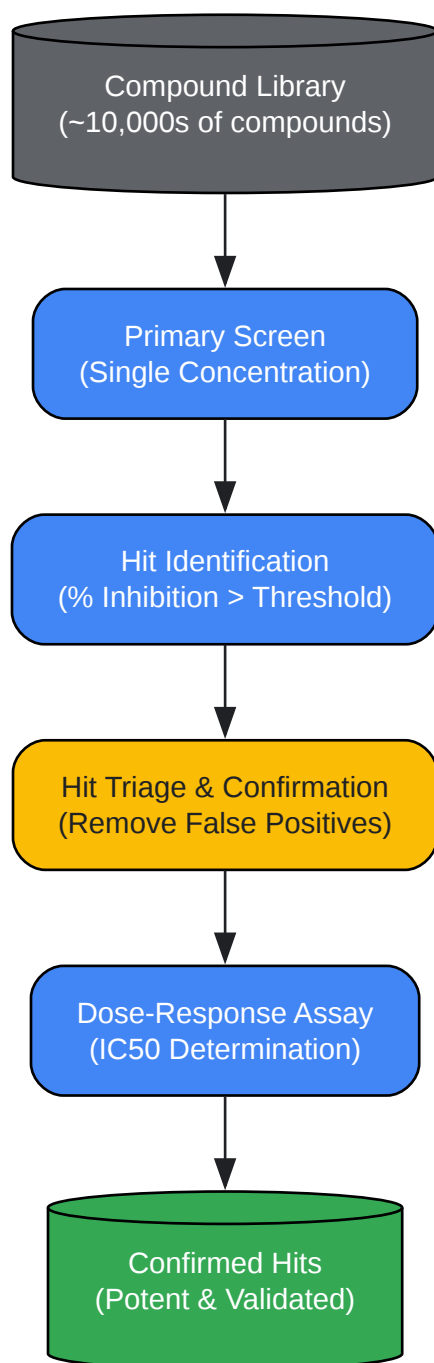 Compound Library
(~10,000s of compounds)
Primary Screen
(Single Concentration)
Hit Identification
(% Inhibition > Threshold)
Hit Triage & Confirmation
(Remove False Positives)
Dose-Response Assay
(IC50 Determination)
Confirmed Hits
(Potent & Validated)